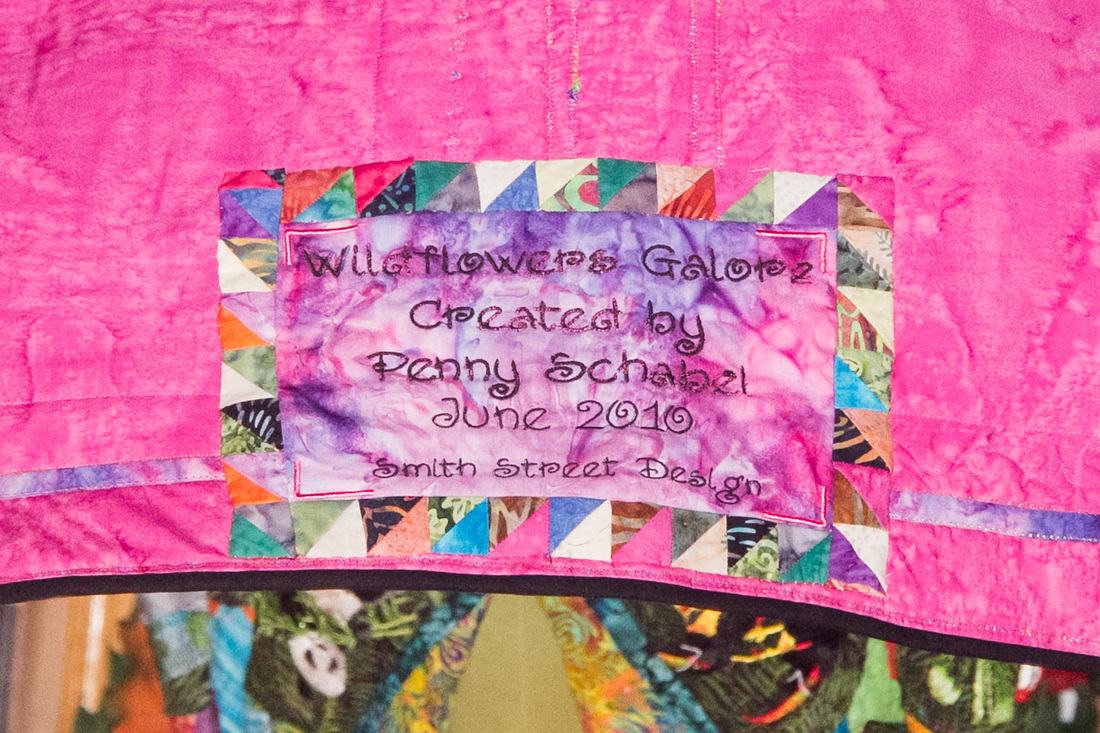 Wildflowers Galore
Created by
Penny Schabel
June 2010
Smith Street Design